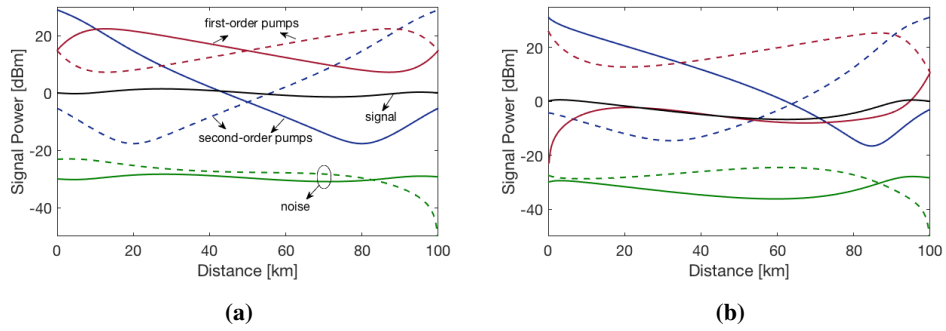 first-order pumps
signal
second-order pumps
noise
Signal Power [dBm]
20
0
-20
-40
0
20
40
60
80
100
Distance [km]
(a)
Signal Power [dBm]
20
0
-20
-40
0
20
40
60
80
100
Distance [km]
(b)